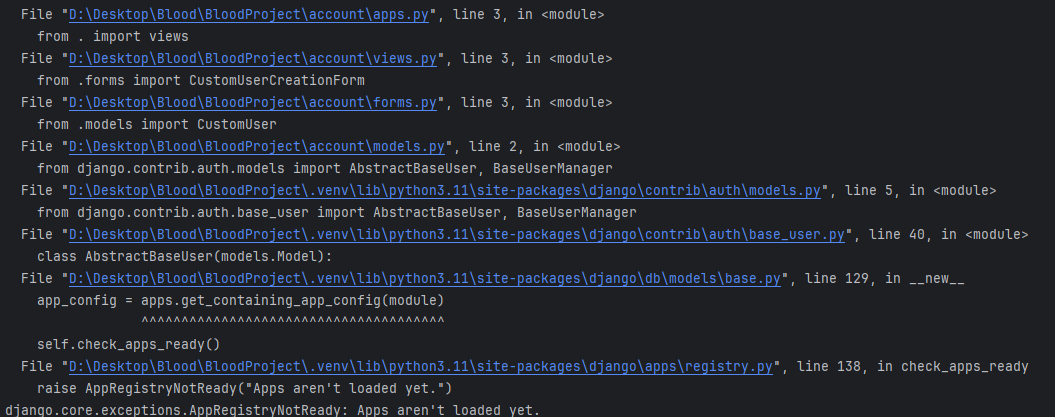 File "D:\Desktop\Blood\BloodProject\account\apps.py", line 3, in <module>
from . import views
File "D:\Desktop\Blood\BloodProject\account\views.py", line 3, in <module>
from .forms import CustomUserCreationForm
File "D:\Desktop\Blood\BloodProject\account\forms.py", line 3, in <module>
from .models import CustomUser
File "D:\Desktop\Blood\BloodProject\account\models.py", line 2, in <module>
from django.contrib.auth.models import AbstractBaseUser, BaseUserManager
File "D:\Desktop\Blood\BloodProject\.venv\lib\python3.11\site-packages\django\contrib\auth\models.py", line 5, in <module>
from django.contrib.auth.base_user import AbstractBaseUser, BaseUserManager
File "D:\Desktop\Blood\BloodProject\.venv\lib\python3.11\site-packages\django\contrib\auth\base_user.py", line 40, in <module>
class AbstractBaseUser(models.Model):
File "D:\Desktop\Blood\BloodProject\.venv\lib\python3.11\site-packages\django\db\models\base.py", line 129, in __new__
app_config = apps.get_containing_app_config(module)
^^^^^^^^^^^^^^^^^^^^^^^^^^^^^^^^^^^^^^
self.check_apps_ready()
File "D:\Desktop\Blood\BloodProject\.venv\lib\python3.11\site-packages\django\apps\registry.py", line 138, in check_apps_ready
raise AppRegistryNotReady("Apps aren't loaded yet.")
django.core.exceptions.AppRegistryNotReady: Apps aren't loaded yet.